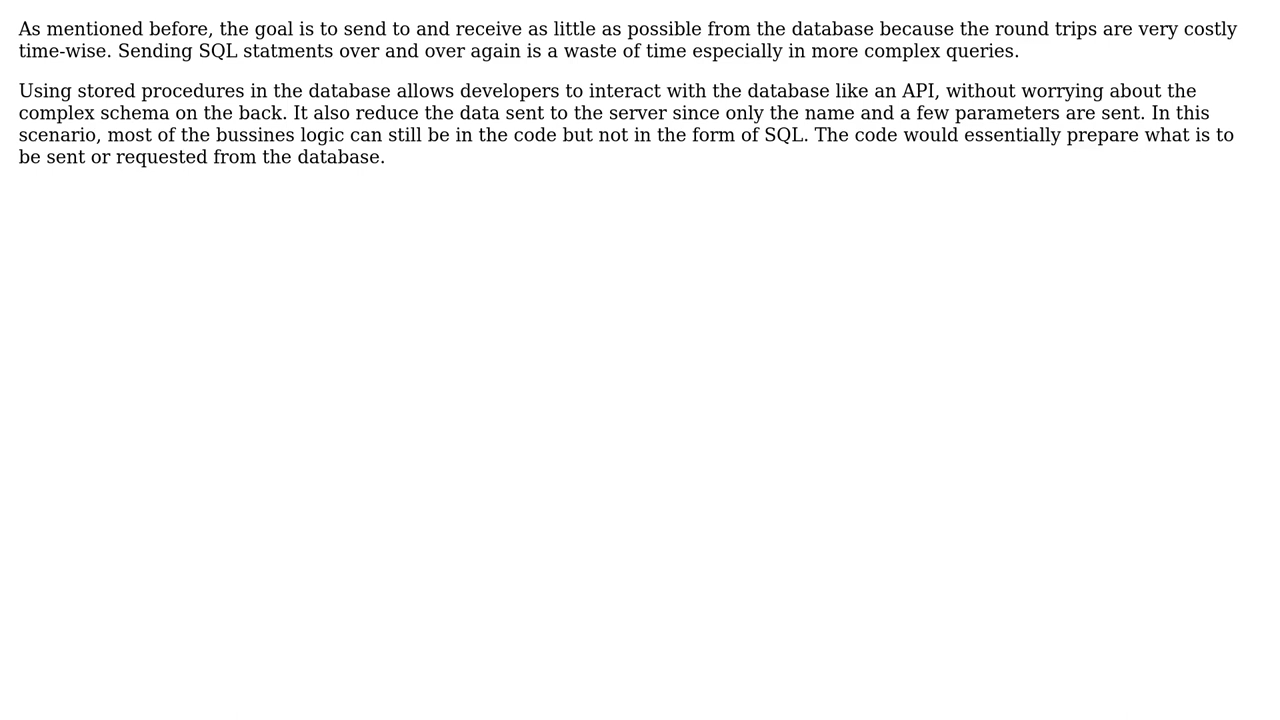 As mentioned before, the goal is to send to and receive as little as possible from the database because the round trips are very costly
time-wise. Sending SQL statments over and over again is a waste of time especially in more complex queries.
Using stored procedures in the database allows developers to interact with the database like an API, without worrying about the
complex schema on the back. It also reduce the data sent to the server since only the name and a few parameters are sent. In this
scenario, most of the bussines logic can still be in the code but not in the form of SQL. The code would essentially prepare what is to
be sent or requested from the database.